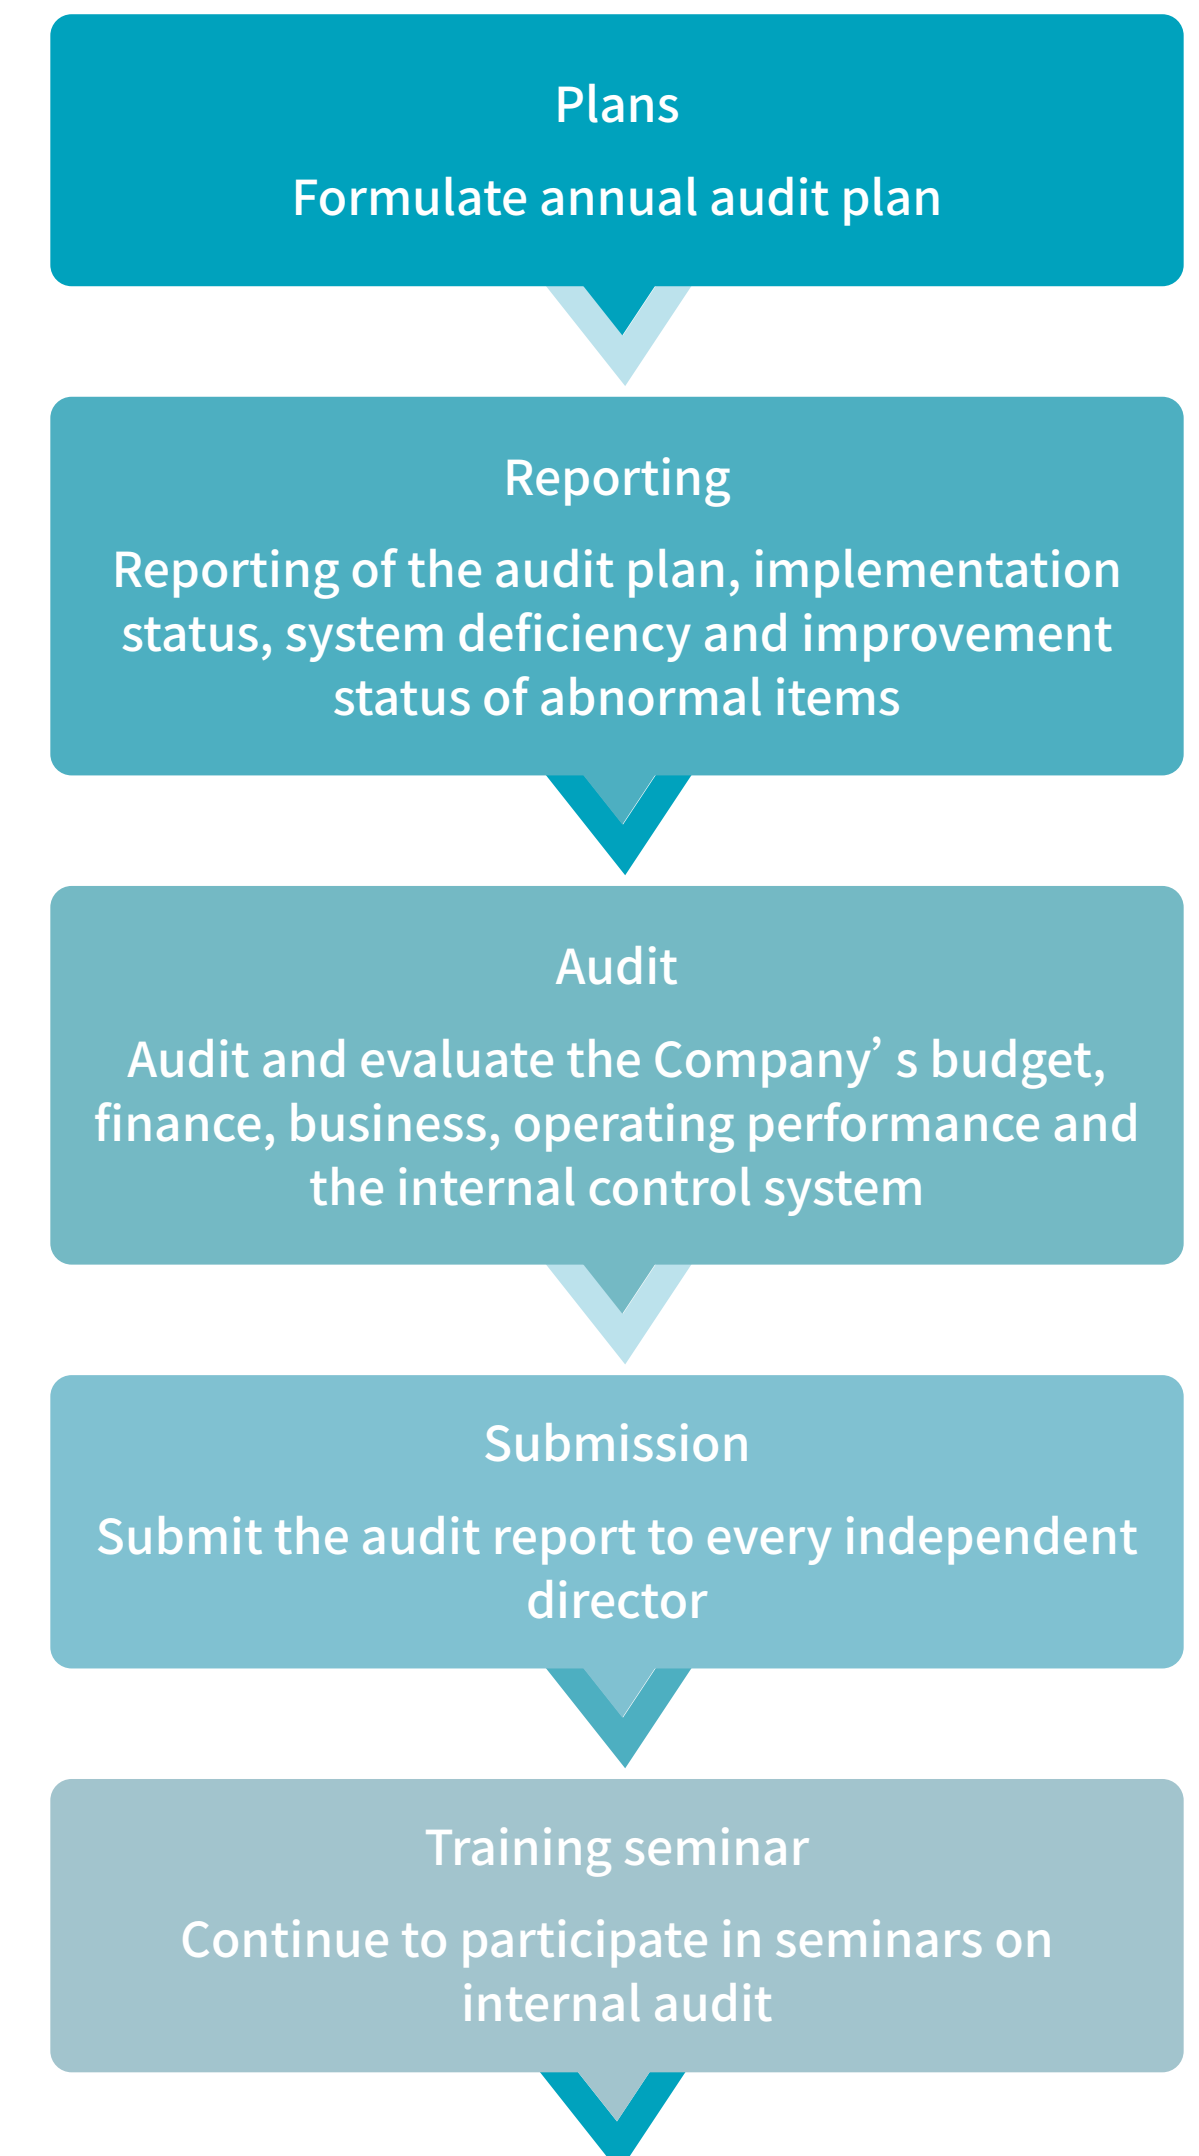 Plans
Formulate annual audit plan
Reporting
Reporting of the audit plan, implementation
status, system deficiency and improvement
status of abnormal items
Audit
Audit and evaluate the Company’ s budget,
finance, business, operating performance and
the internal control system
Submission
Submit the audit report to every independent
director
Training seminar
Continue to participate in seminars on
internal audit